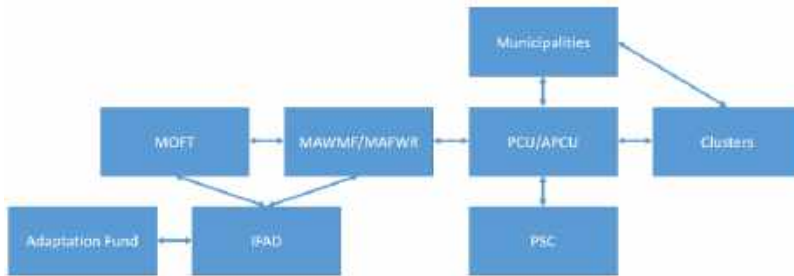 Municipalities
MOFT
MAWMF/MAFWR
PCU/APCU
Clusters
Adaptation Fund
IFAD
PSC